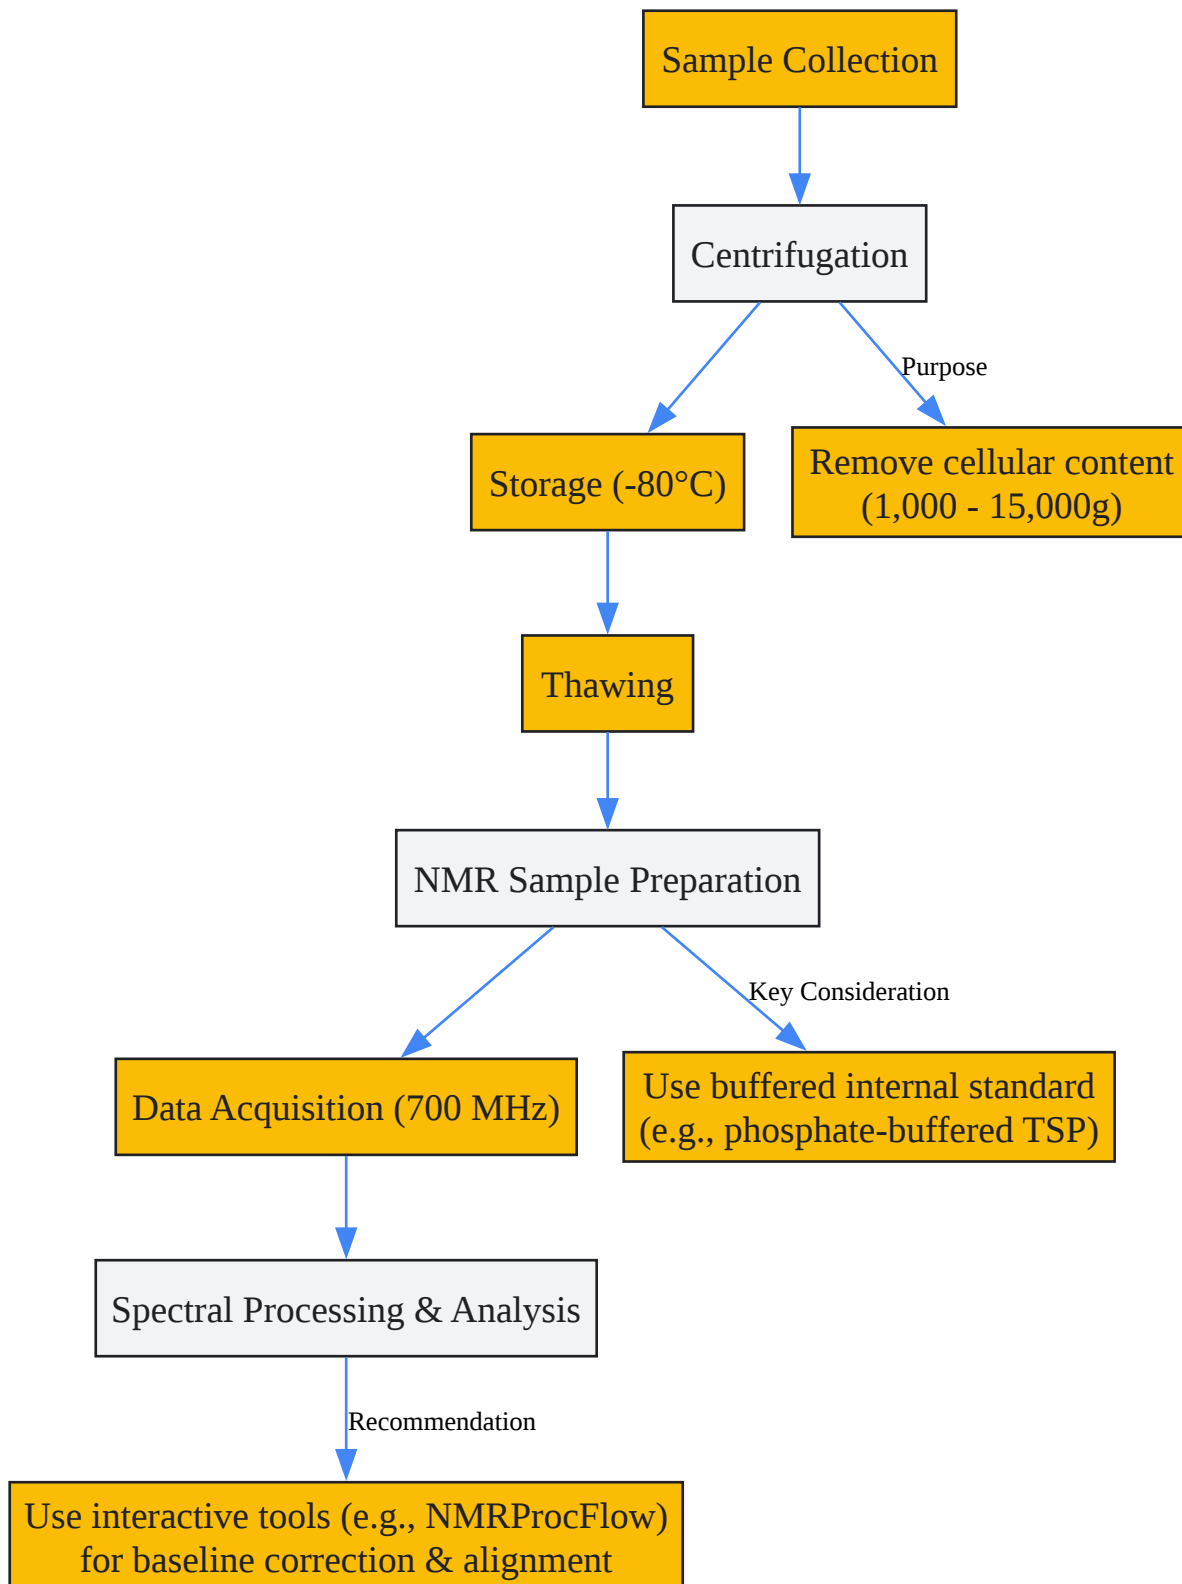 Sample Collection
Centrifugation
Purpose
Storage (-80°C)
Remove cellular content
(1,000 - 15,000g)
Thawing
NMR Sample Preparation
Key Consideration
Data Acquisition (700 MHz)
Use buffered internal standard
(e.g., phosphate-buffered TSP)
Spectral Processing & Analysis
Recommendation
Use interactive tools (e.g., NMRProcFlow)
for baseline correction & alignment